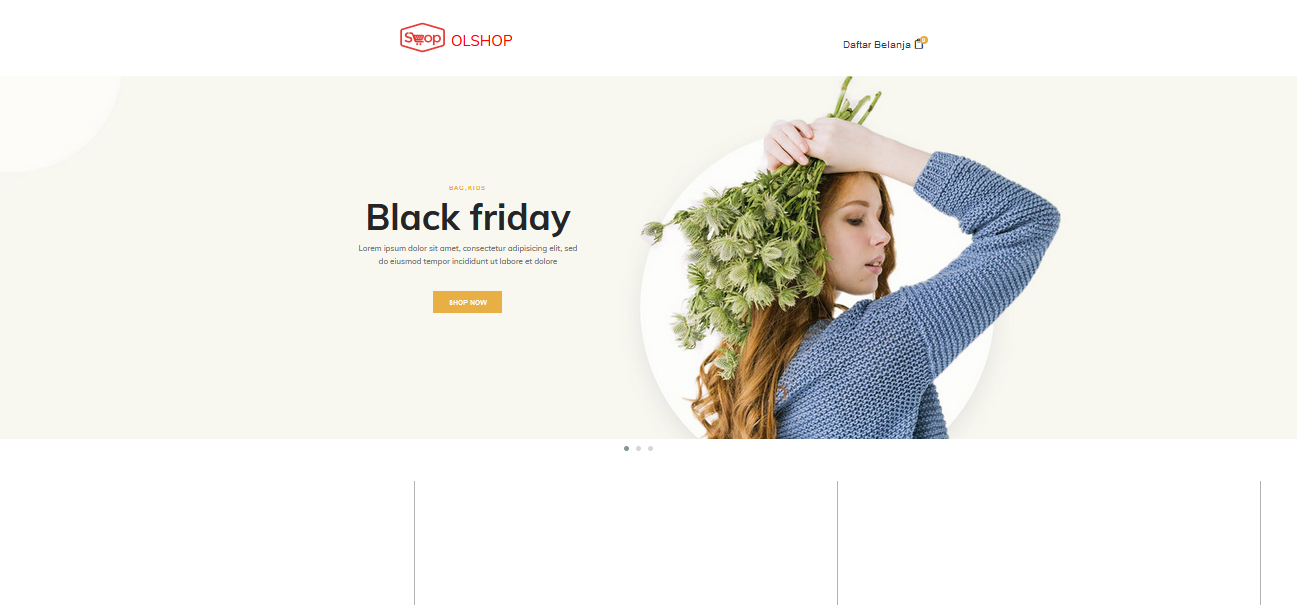 Shop OLSHOP
Daftar Belanja
BAG,KIDS
Black friday
Lorem ipsum dolor sit amet, consectetur adipisicing elit, sed
do eiusmod tempor incididunt ut labore et dolore
SHOP NOW